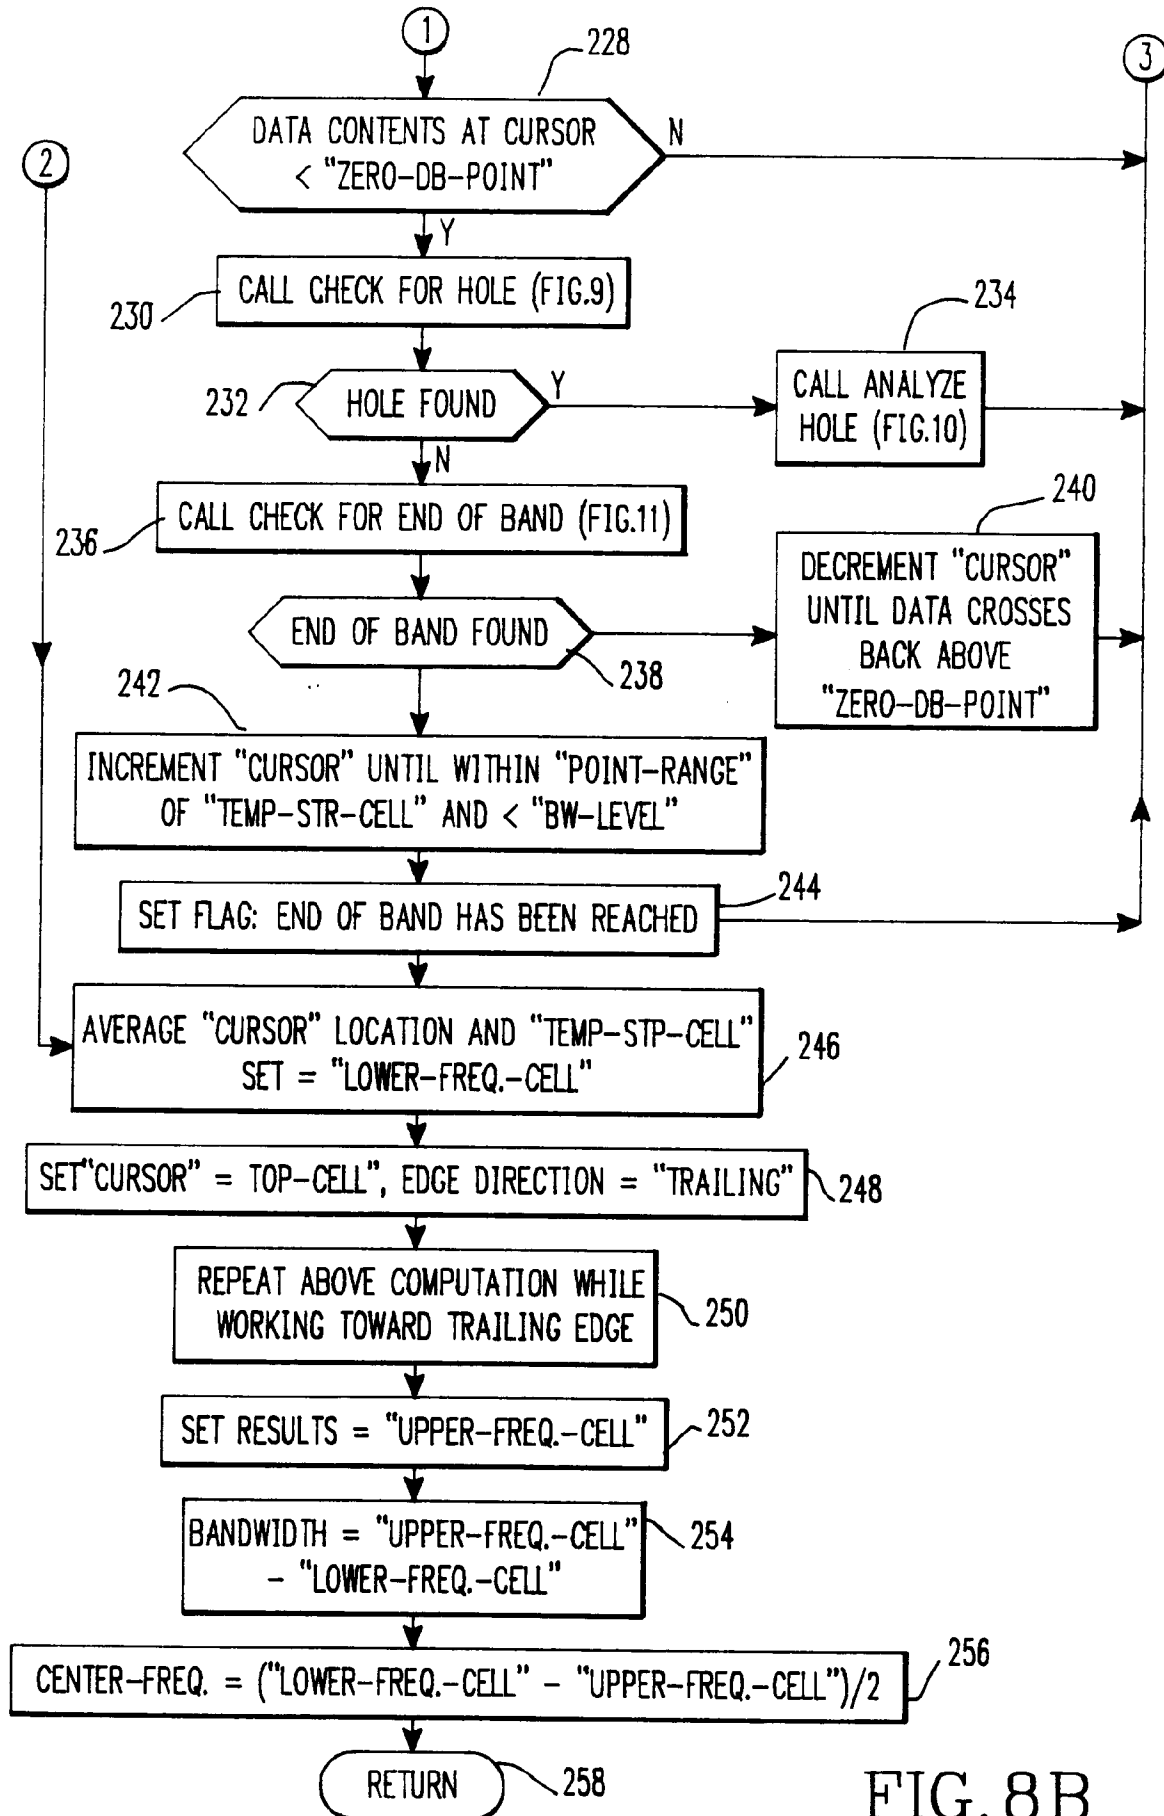 1
228
3
DATA CONTENTS AT CURSOR
< "ZERO-DB-POINT"
N
2
Y
CALL CHECK FOR HOLE (FIG.9)
230
234
232
HOLE FOUND
Y
CALL ANALYZE
HOLE (FIG.10)
N
CALL CHECK FOR END OF BAND (FIG.11)
236
240
DECREMENT "CURSOR"
UNTIL DATA CROSSES
BACK ABOVE
"ZERO-DB-POINT"
END OF BAND FOUND
238
242
INCREMENT "CURSOR" UNTIL WITHIN "POINT-RANGE"
OF "TEMP-STR-CELL" AND < "BW-LEVEL"
244
SET FLAG: END OF BAND HAS BEEN REACHED
AVERAGE "CURSOR" LOCATION AND "TEMP-STP-CELL"
SET = "LOWER-FREQ.-CELL"
246
SET"CURSOR" = TOP-CELL", EDGE DIRECTION = "TRAILING"
248
REPEAT ABOVE COMPUTATION WHILE
WORKING TOWARD TRAILING EDGE
250
SET RESULTS = "UPPER-FREQ.-CELL"
252
BANDWIDTH = "UPPER-FREQ.-CELL"
- "LOWER-FREQ.-CELL"
254
CENTER-FREQ. = ("LOWER-FREQ.-CELL" - "UPPER-FREQ.-CELL")/2
256
RETURN
258
FIG. 8B